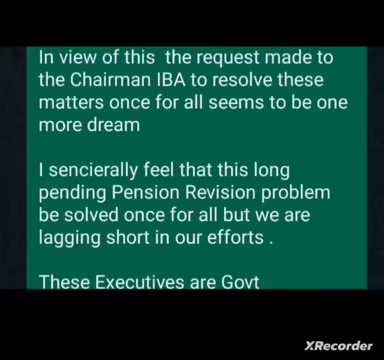 In view of this  the request made to
the Chairman IBA to resolve these
matters once for all seems to be one
more dream
I sencierally feel that this long
pending Pension Revision problem
be solved once for all but we are
lagging short in our efforts .
These Executives are Govt
XRecorder